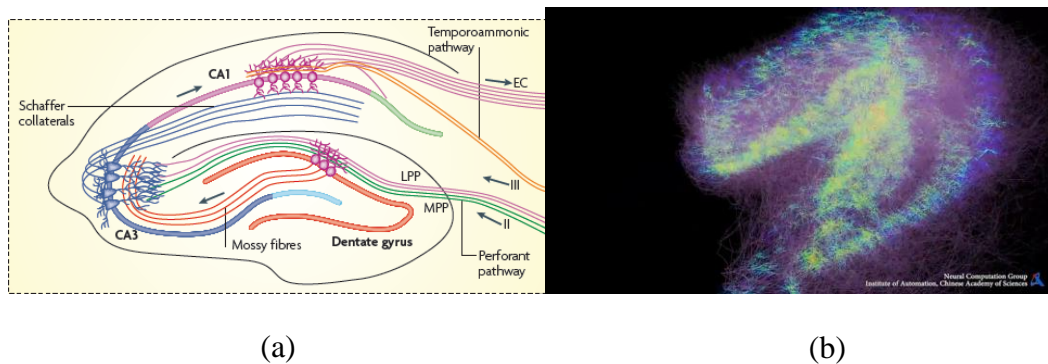 Temporoammonic
pathway
CA1
EC
Schaffer
collaterals
LPP
III
MPP
II
CA3
Mossy fibres
Dentate gyrus
Perforant
pathway
Neural Computation Group
Institute of Automation, Chinese Academy of Sciences
(a)
(b)